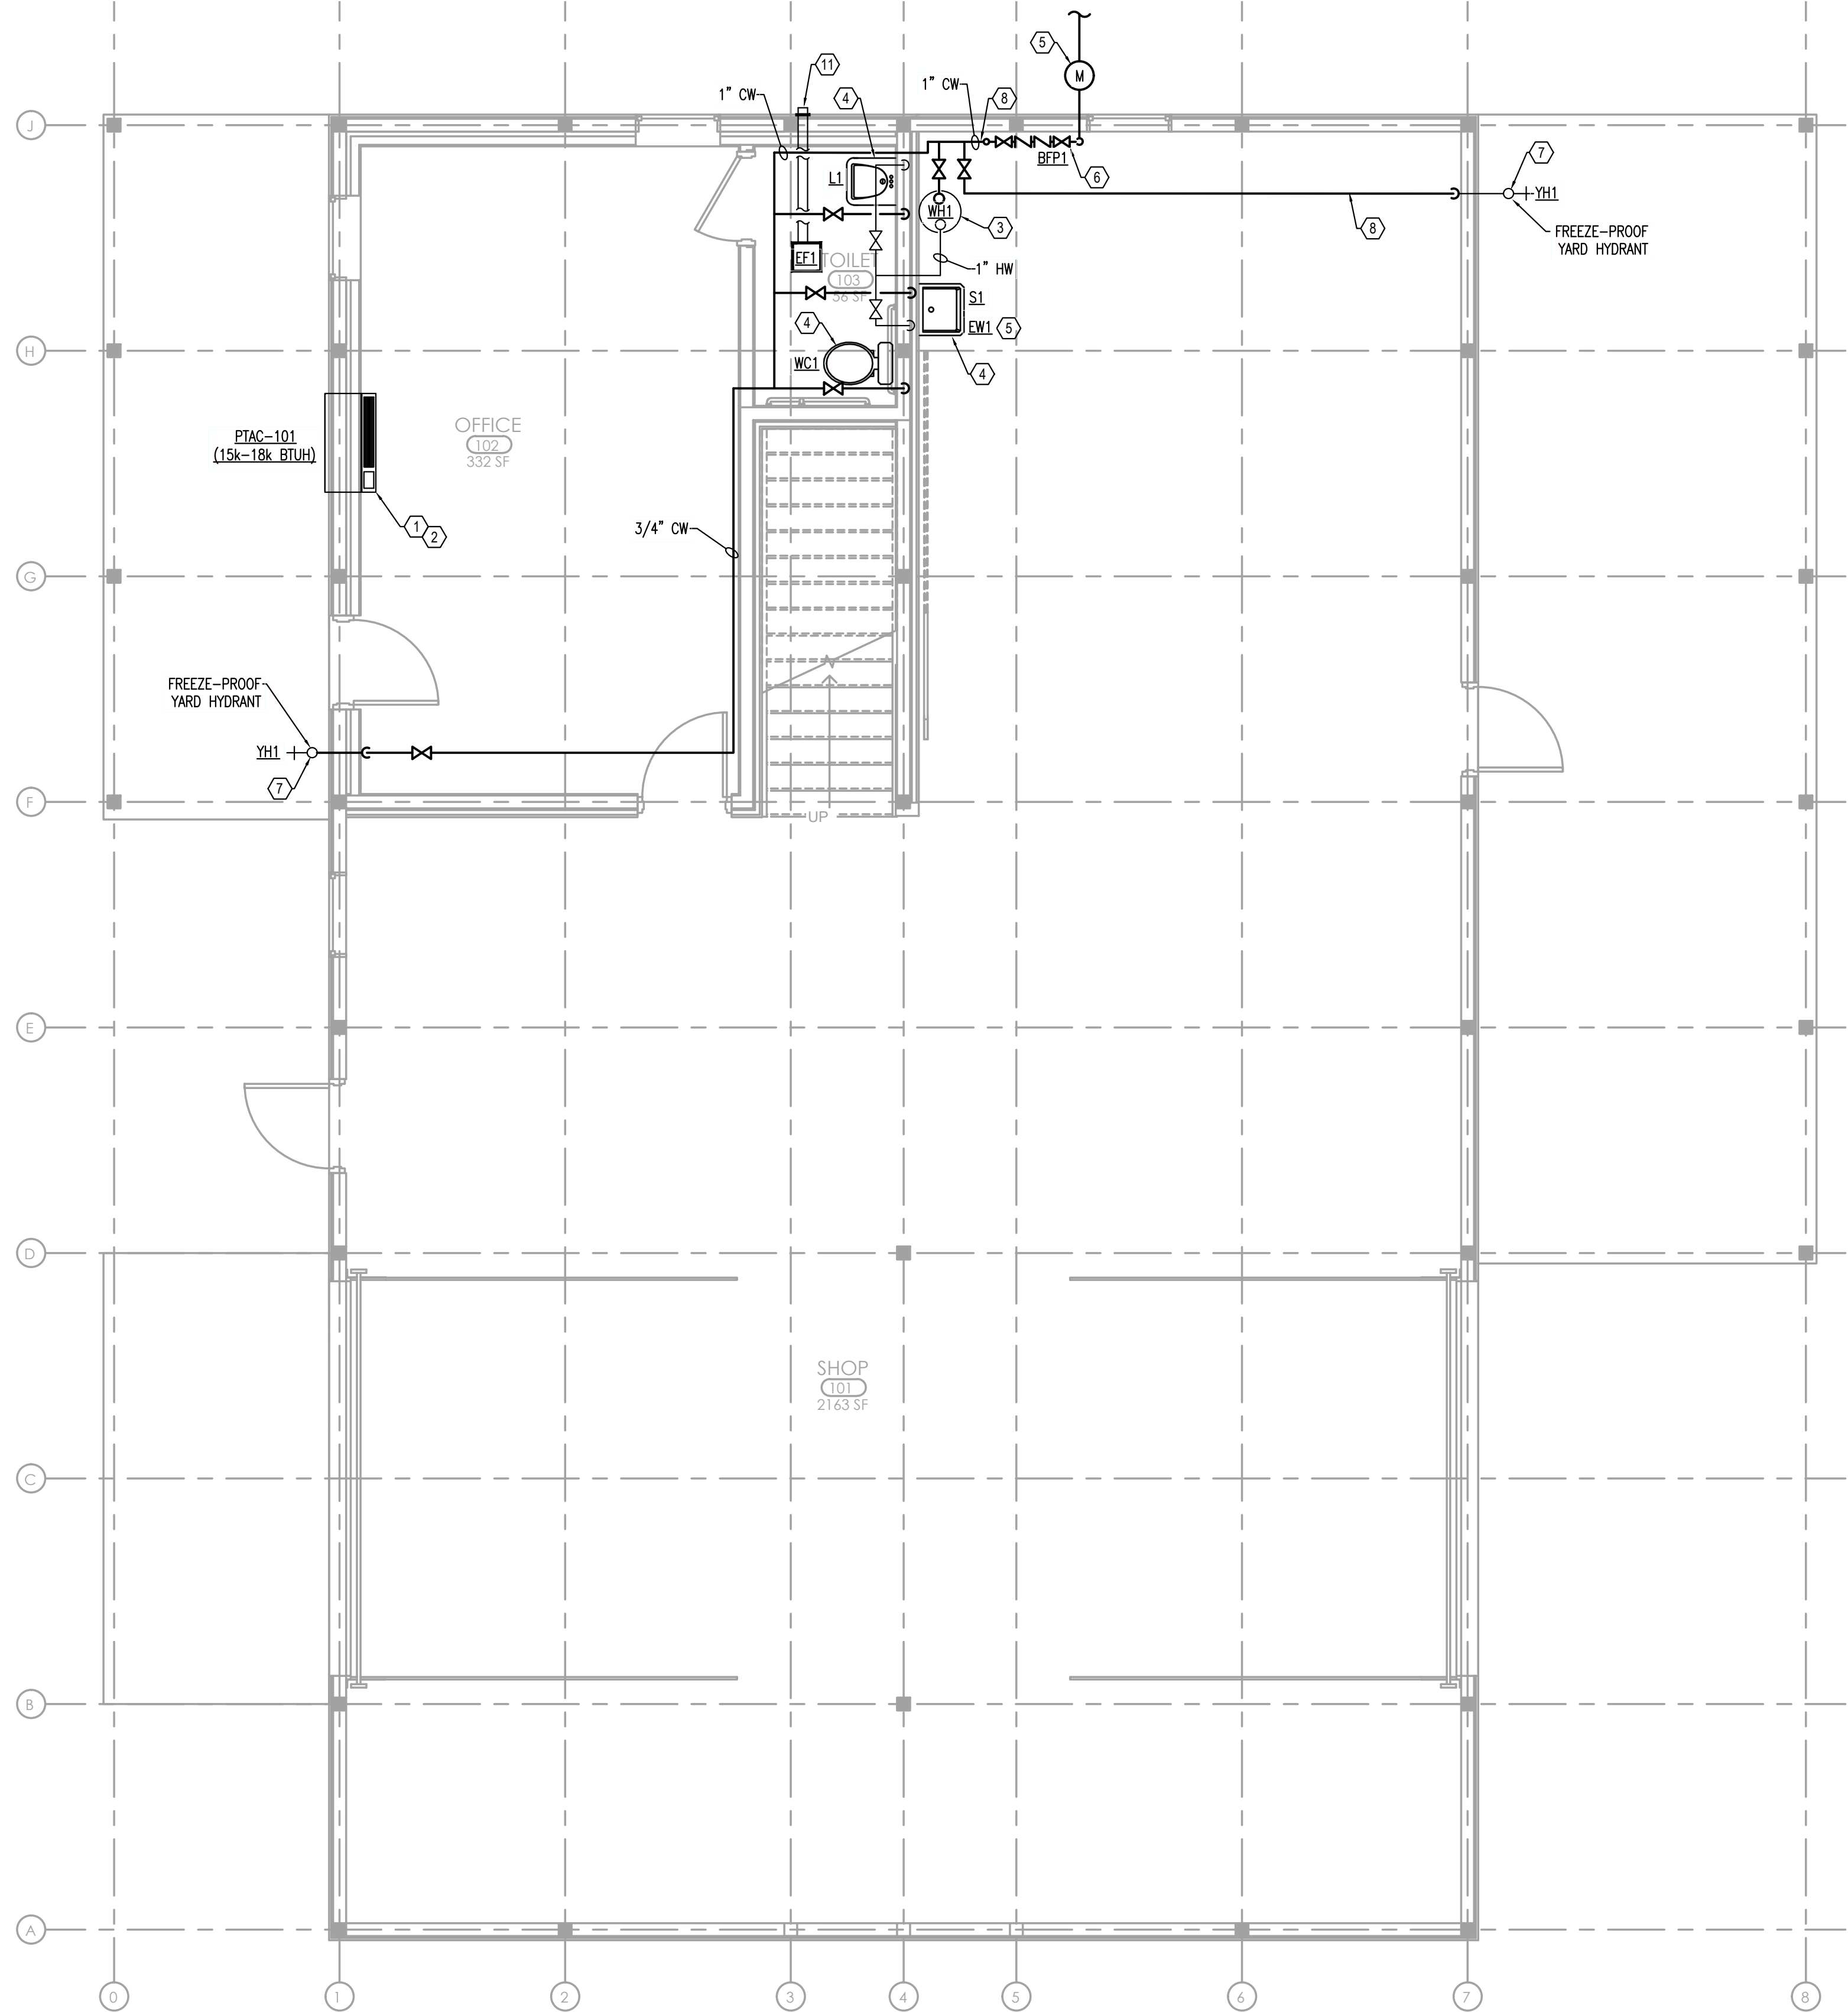 5
M
11
1" CW
4
1" CW
8
J
BFP1
6
7
L1
YH1
WH1
3
8
FREEZE-PROOF
YARD HYDRANT
EF1
TOILET
103
56 SF
1" HW
S1
EW1
5
4
H
WC1
4
OFFICE
102
332 SF
PTAC-101
(15k-18k BTUH)
1
2
3/4" CW
G
FREEZE-PROOF
YARD HYDRANT
YH1
7
F
UP
E
D
SHOP
101
2163 SF
C
B
A
0
1
2
3
4
5
6
7
8